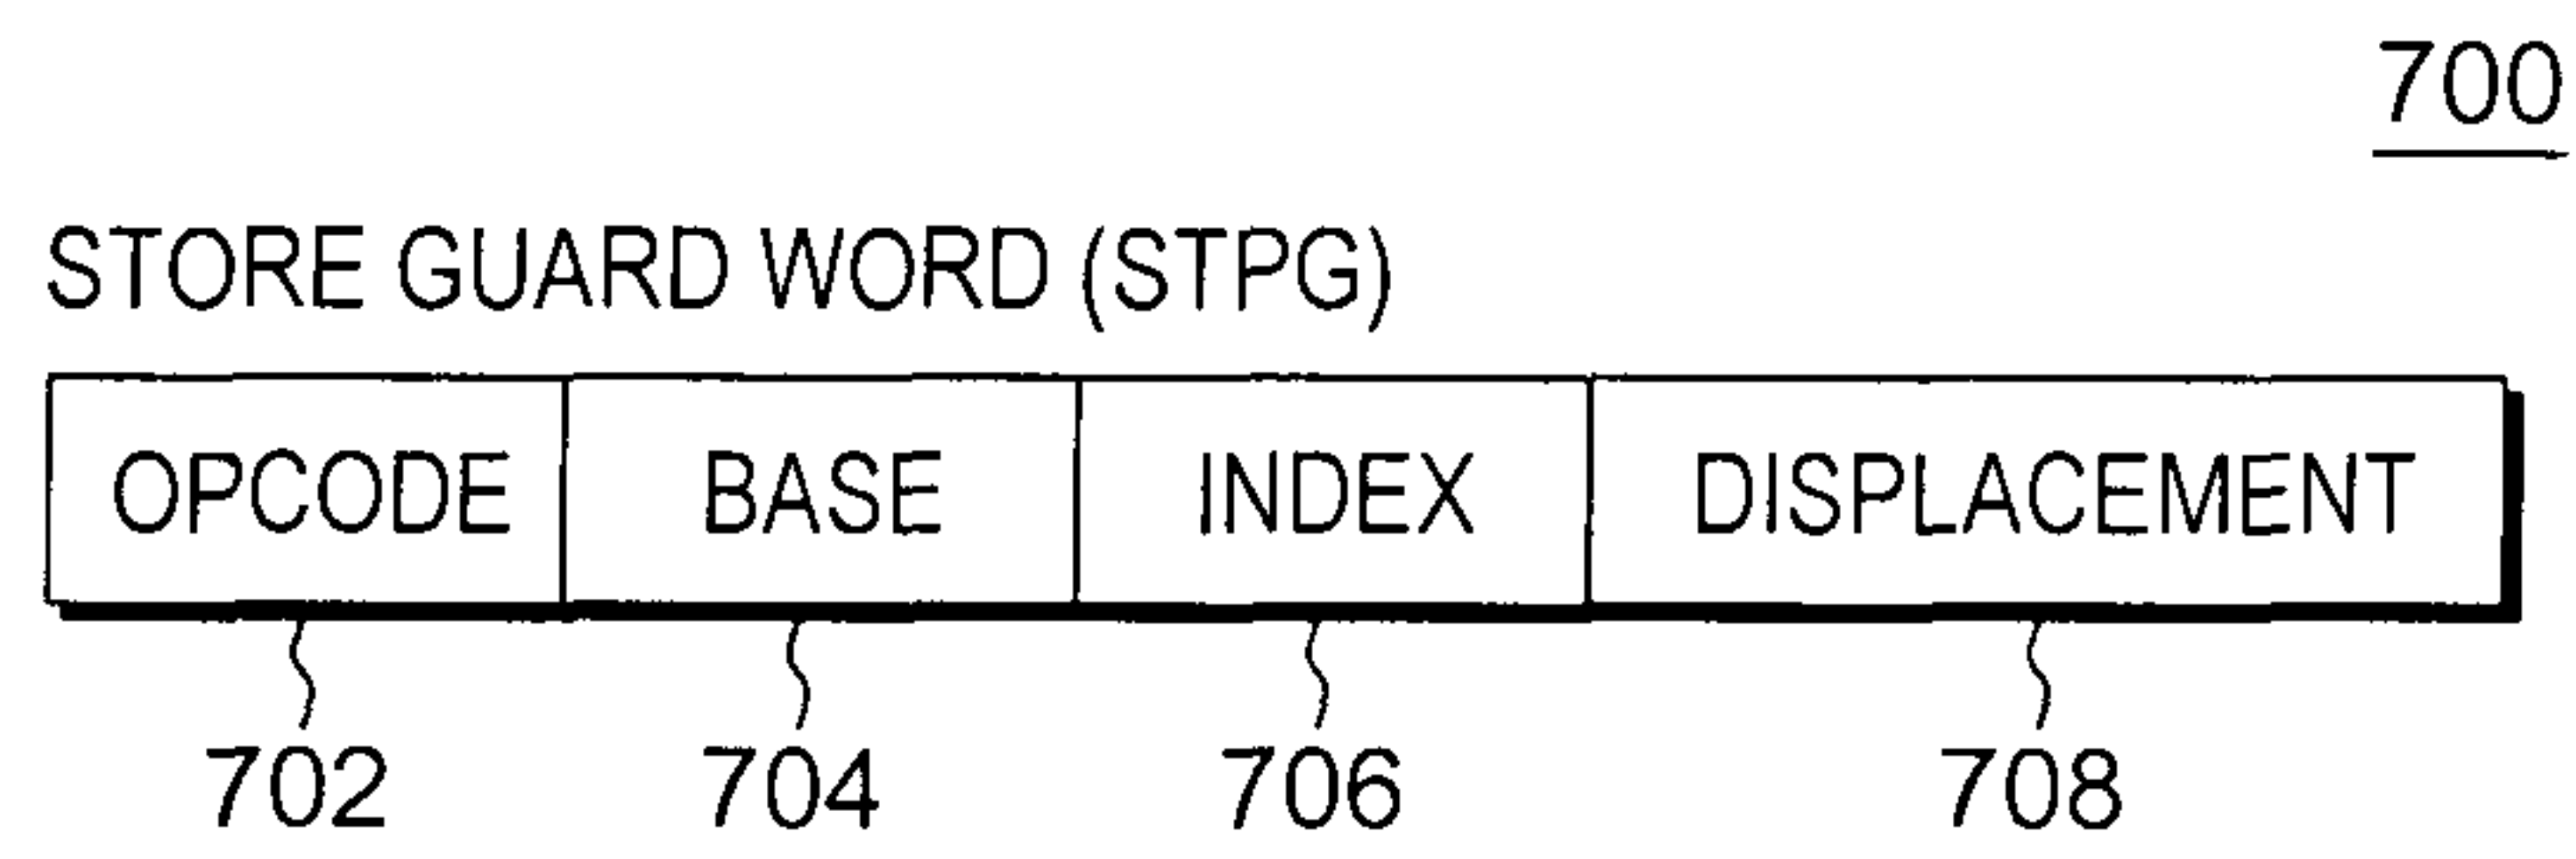 700
STORE GUARD WORD (STPG)
OPCODE BASE INDEX DISPLACEMENT
702 704 706 708